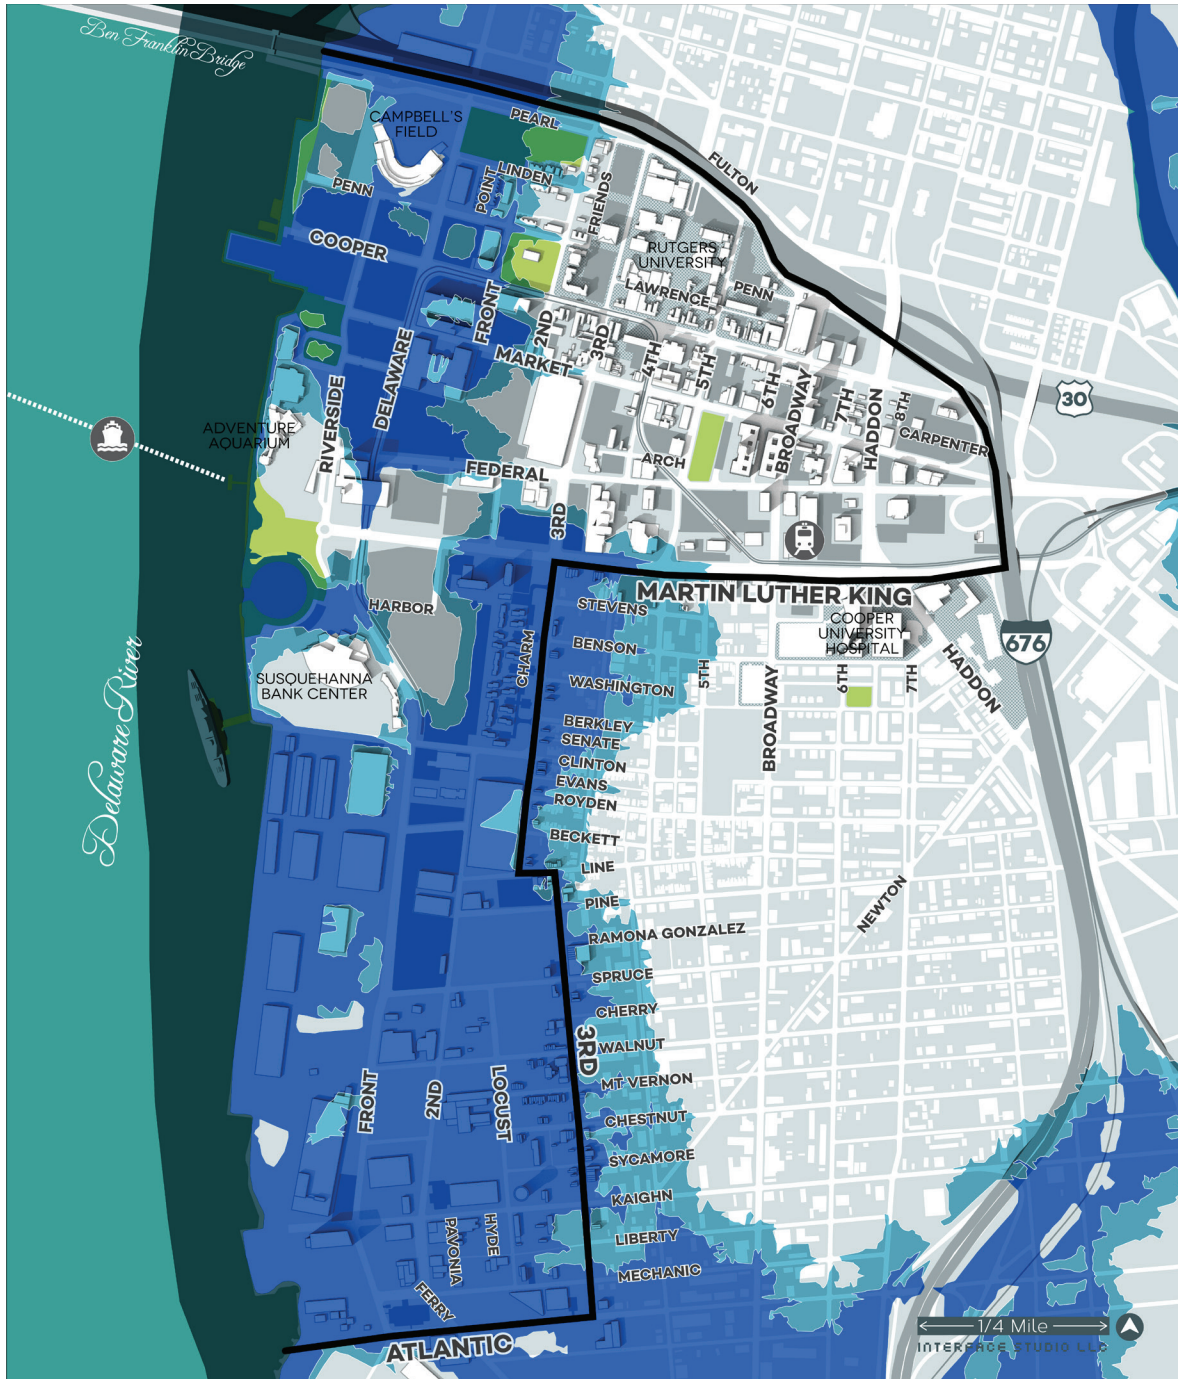 Ben Franklin Bridge
CAMPBELL'S
FIELD
PEARL
LINDEN
POINT
PENN
FRIENDS
FULTON
COOPER
RUTGERS
UNIVERSITY
LAWRENCE
PENN
FRONT
2ND
3RD
4TH
5TH
6TH
BROADWAY
7TH
HADDON
8TH
CARPENTER
30
MARKET
DELAWARE
RIVERSIDE
ADVENTURE
AQUARIUM
FEDERAL
ARCH
3RD
MARTIN LUTHER KING
HARBOR
CHARM
STEVENS
BENSON
WASHINGTON
BERKLEY
SENATE
CLINTON
EVANS
ROYDEN
BECKETT
LINE
PINE
RAMONA GONZALEZ
SPRUCE
CHERRY
WALNUT
MT VERNON
CHESTNUT
SYCAMORE
KAIGHN
LIBERTY
MECHANIC
COOPER
UNIVERSITY
HOSPITAL
676
HADDON
5TH
BROADWAY
6TH
7TH
NEWTON
SUSQUEHANNA
BANK CENTER
Delaware River
3RD
FRONT
2ND
LOCUST
PAVONIA
HYDE
FERRY
ATLANTIC
1/4 Mile
INTERFACE STUDIO LLC